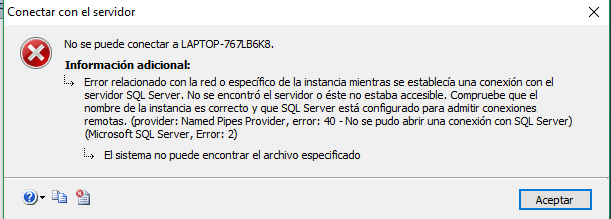 Conectar con el servidor
No se puede conectar a LAPTOP-767LB6K8.
Información adicional:
Error relacionado con la red o específico de la instancia mientras se establecía una conexión con el
servidor SQL Server. No se encontró el servidor o éste no estaba accesible. Compruebe que el
nombre de la instancia es correcto y que SQL Server está configurado para admitir conexiones
remotas. (provider: Named Pipes Provider, error: 40 - No se pudo abrir una conexión con SQL Server)
(Microsoft SQL Server, Error: 2)
El sistema no puede encontrar el archivo especificado
Aceptar